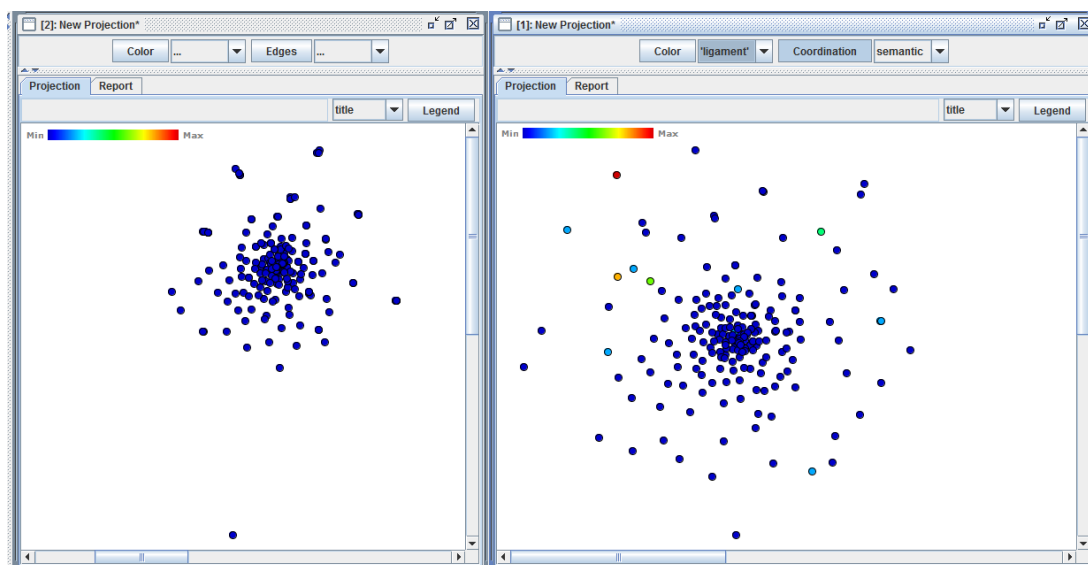 [2]: New Projection*
Color ... Edges ...
Projection Report
title Legend
Min Max
[1]: New Projection*
Color 'ligament' Coordination semantic
Projection Report
title Legend
Min Max